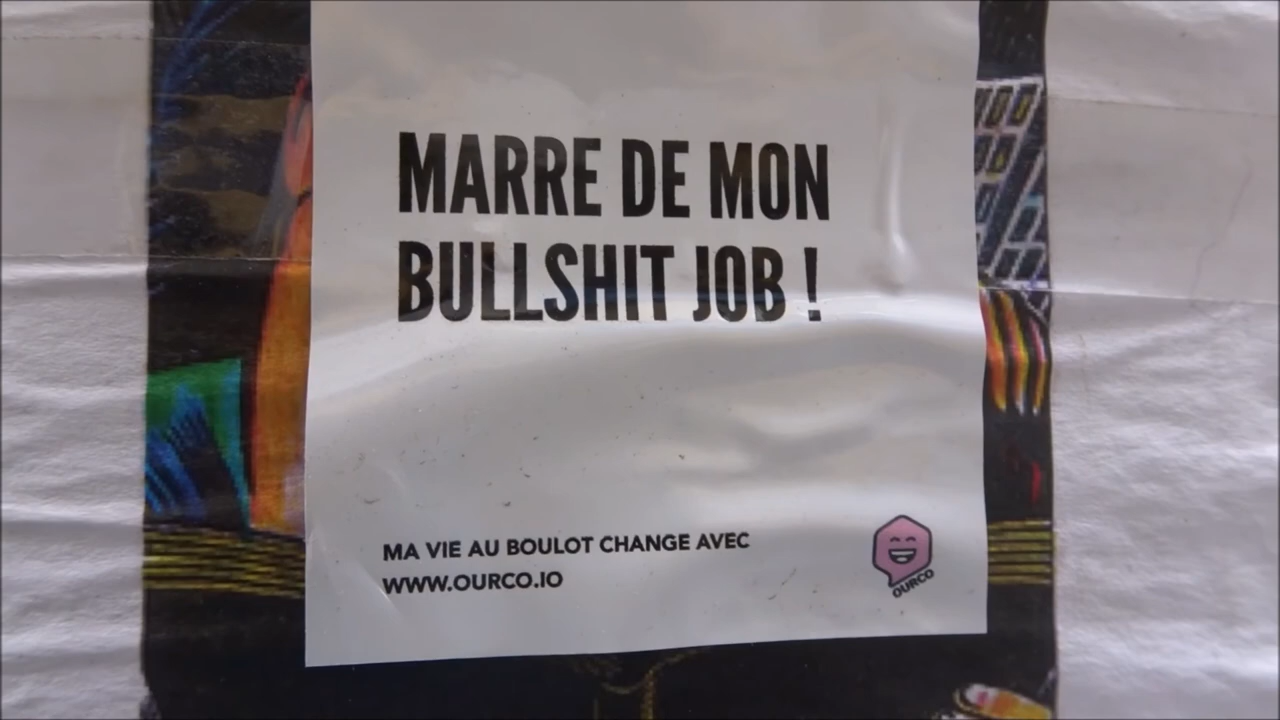 MARRE DE MON
BULLSHIT JOB !
MA VIE AU BOULOT CHANGE AVEC
WWW.OURCO.IO
OURCO